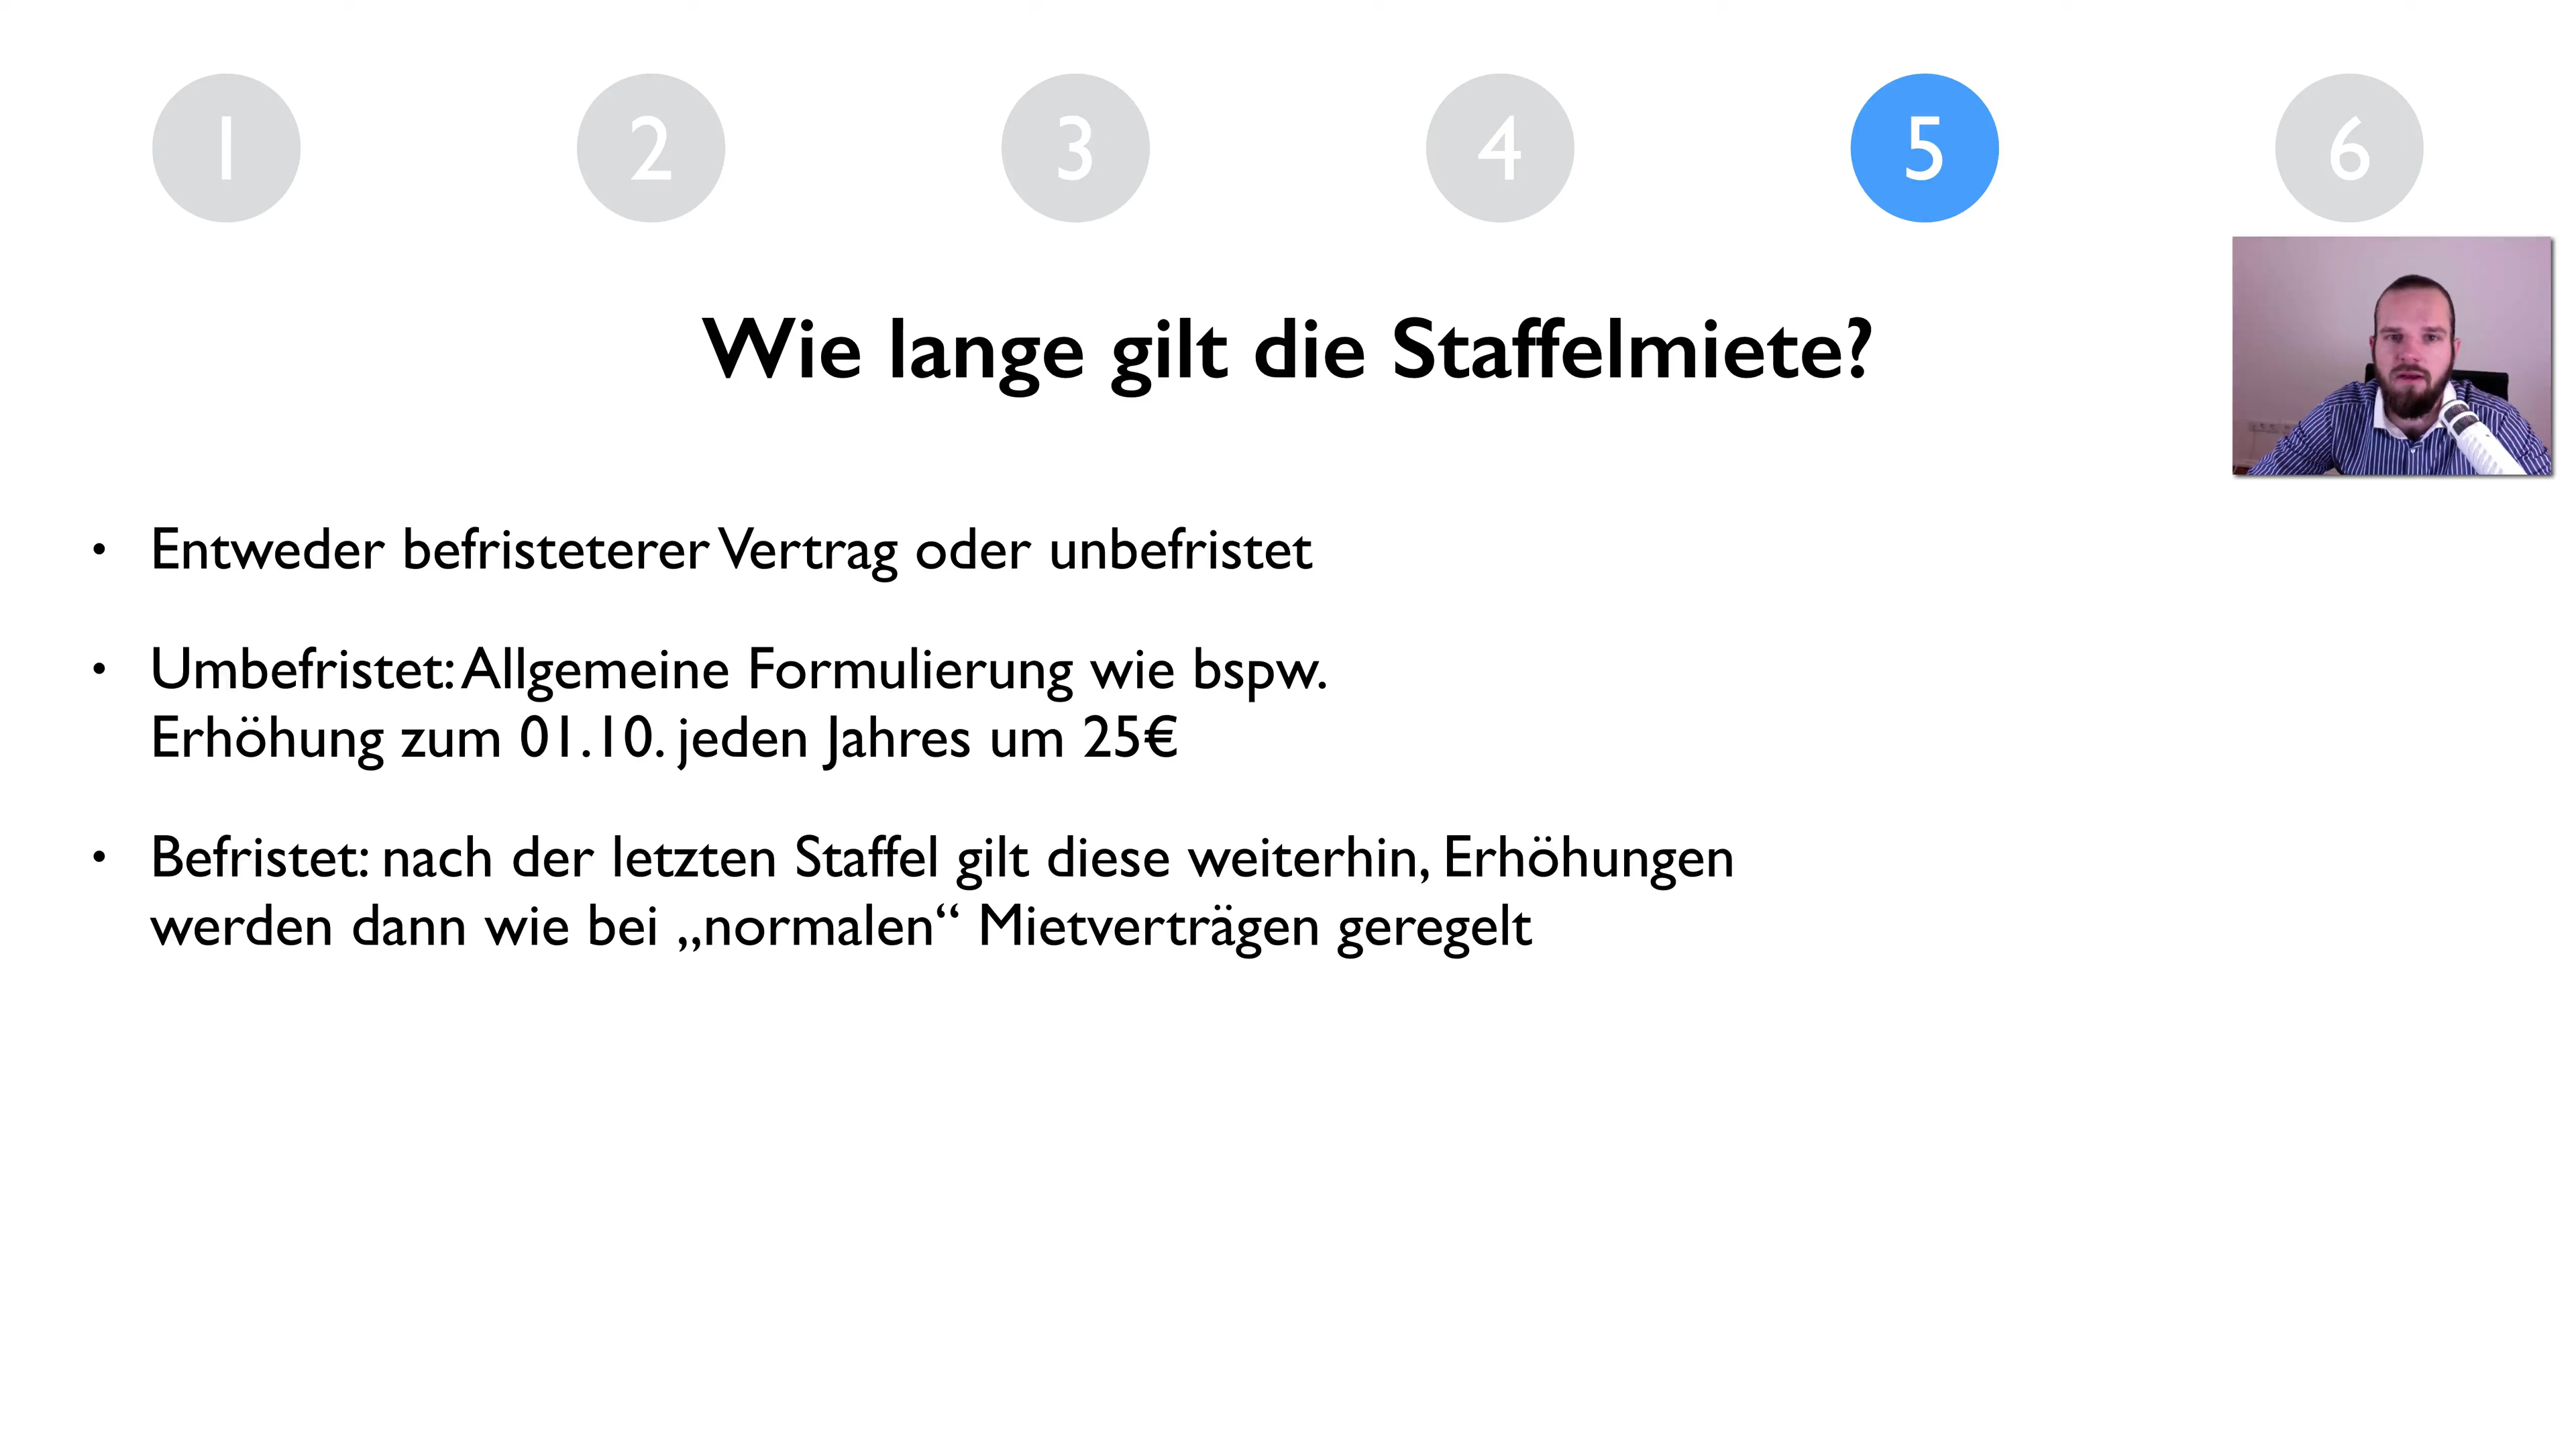 1 2 3 4 5 6
Wie lange gilt die Staffelmiete?
• Entweder befristeterer Vertrag oder unbefristet
• Umbefristet: Allgemeine Formulierung wie bspw.
Erhöhung zum 01.10. jeden Jahres um 25€
• Befristet: nach der letzten Staffel gilt diese weiterhin, Erhöhungen
werden dann wie bei „normalen“ Mietverträgen geregelt